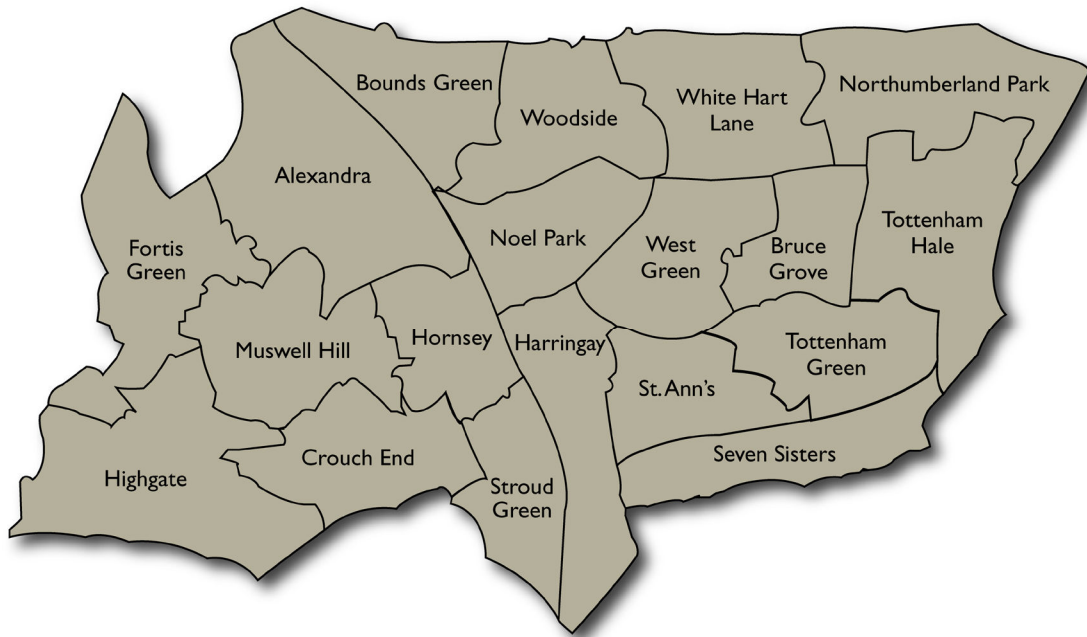 Bounds Green
Woodside
White Hart
Lane
Northumberland Park
Alexandra
Fortis
Green
Noel Park
West
Green
Bruce
Grove
Tottenham
Hale
Muswell Hill
Hornsey
Harringay
Tottenham
Green
St. Ann's
Highgate
Crouch End
Stroud
Green
Seven Sisters